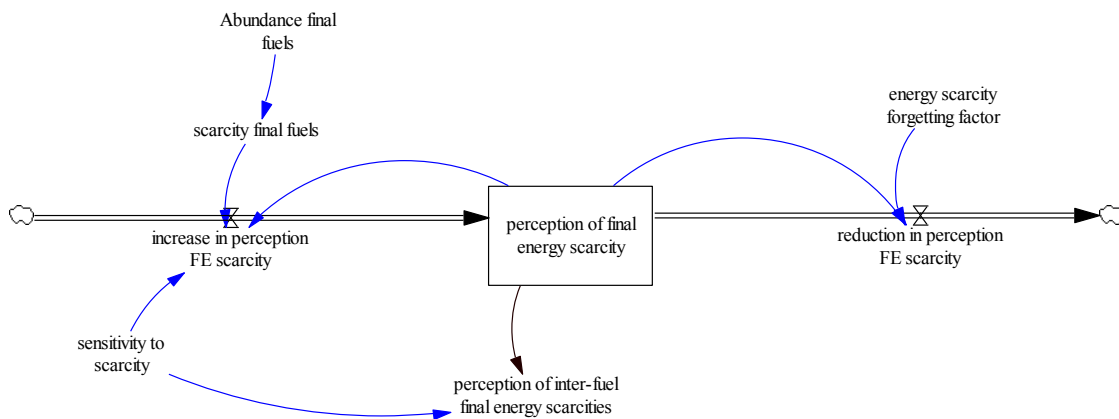 Abundance final
fuels
scarcity final fuels
energy scarcity
forgetting factor
perception of final
energy scarcity
increase in perception
FE scarcity
reduction in perception
FE scarcity
sensitivity to
scarcity
perception of inter-fuel
final energy scarcities